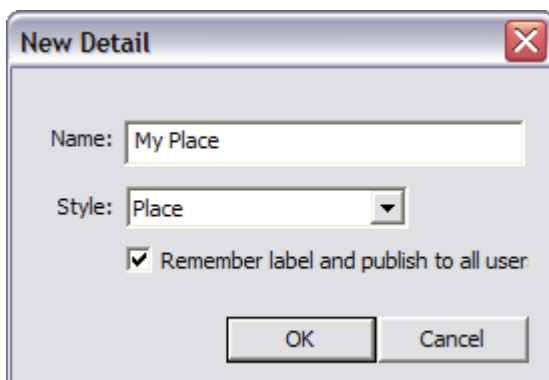 New Detail
Name: My Place
Style: Place
Remember label and publish to all user
OK Cancel